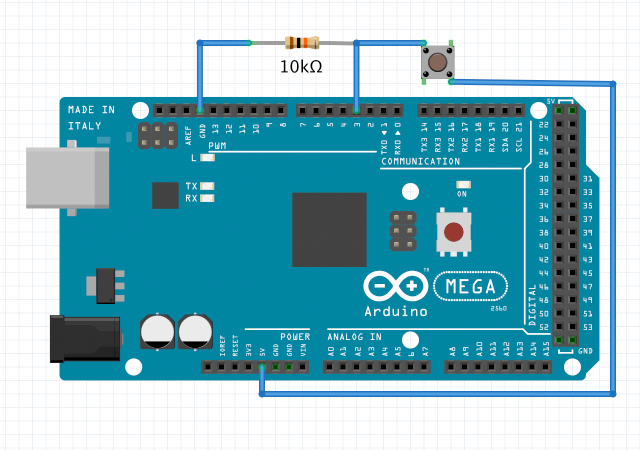 10kΩ
MADE IN
ITALY
AREF
GND
13
12
11
10
9
8
7
6
5
4
3
2
TX0 1
RX0 0
TX3 14
RX3 15
TX2 16
RX2 17
TX1 18
RX1 19
SDA 20
SCL 21
5V
PWM
COMMUNICATION
L
TX
RX
ON
22
24
26
28
30 31
32 33
34 35
36 37
38 39
40 41
42 43
44 45
46 47
48 49
50 51
52 53
GND
DIGITAL
MEGA
2560
TM
Arduino
POWER
ANALOG IN
IOREF
RESET
3V3
5V
GND
GND
VIN
A0
A1
A2
A3
A4
A5
6
A7
A8
A9
A10
A11
A12
A13
A14
A15